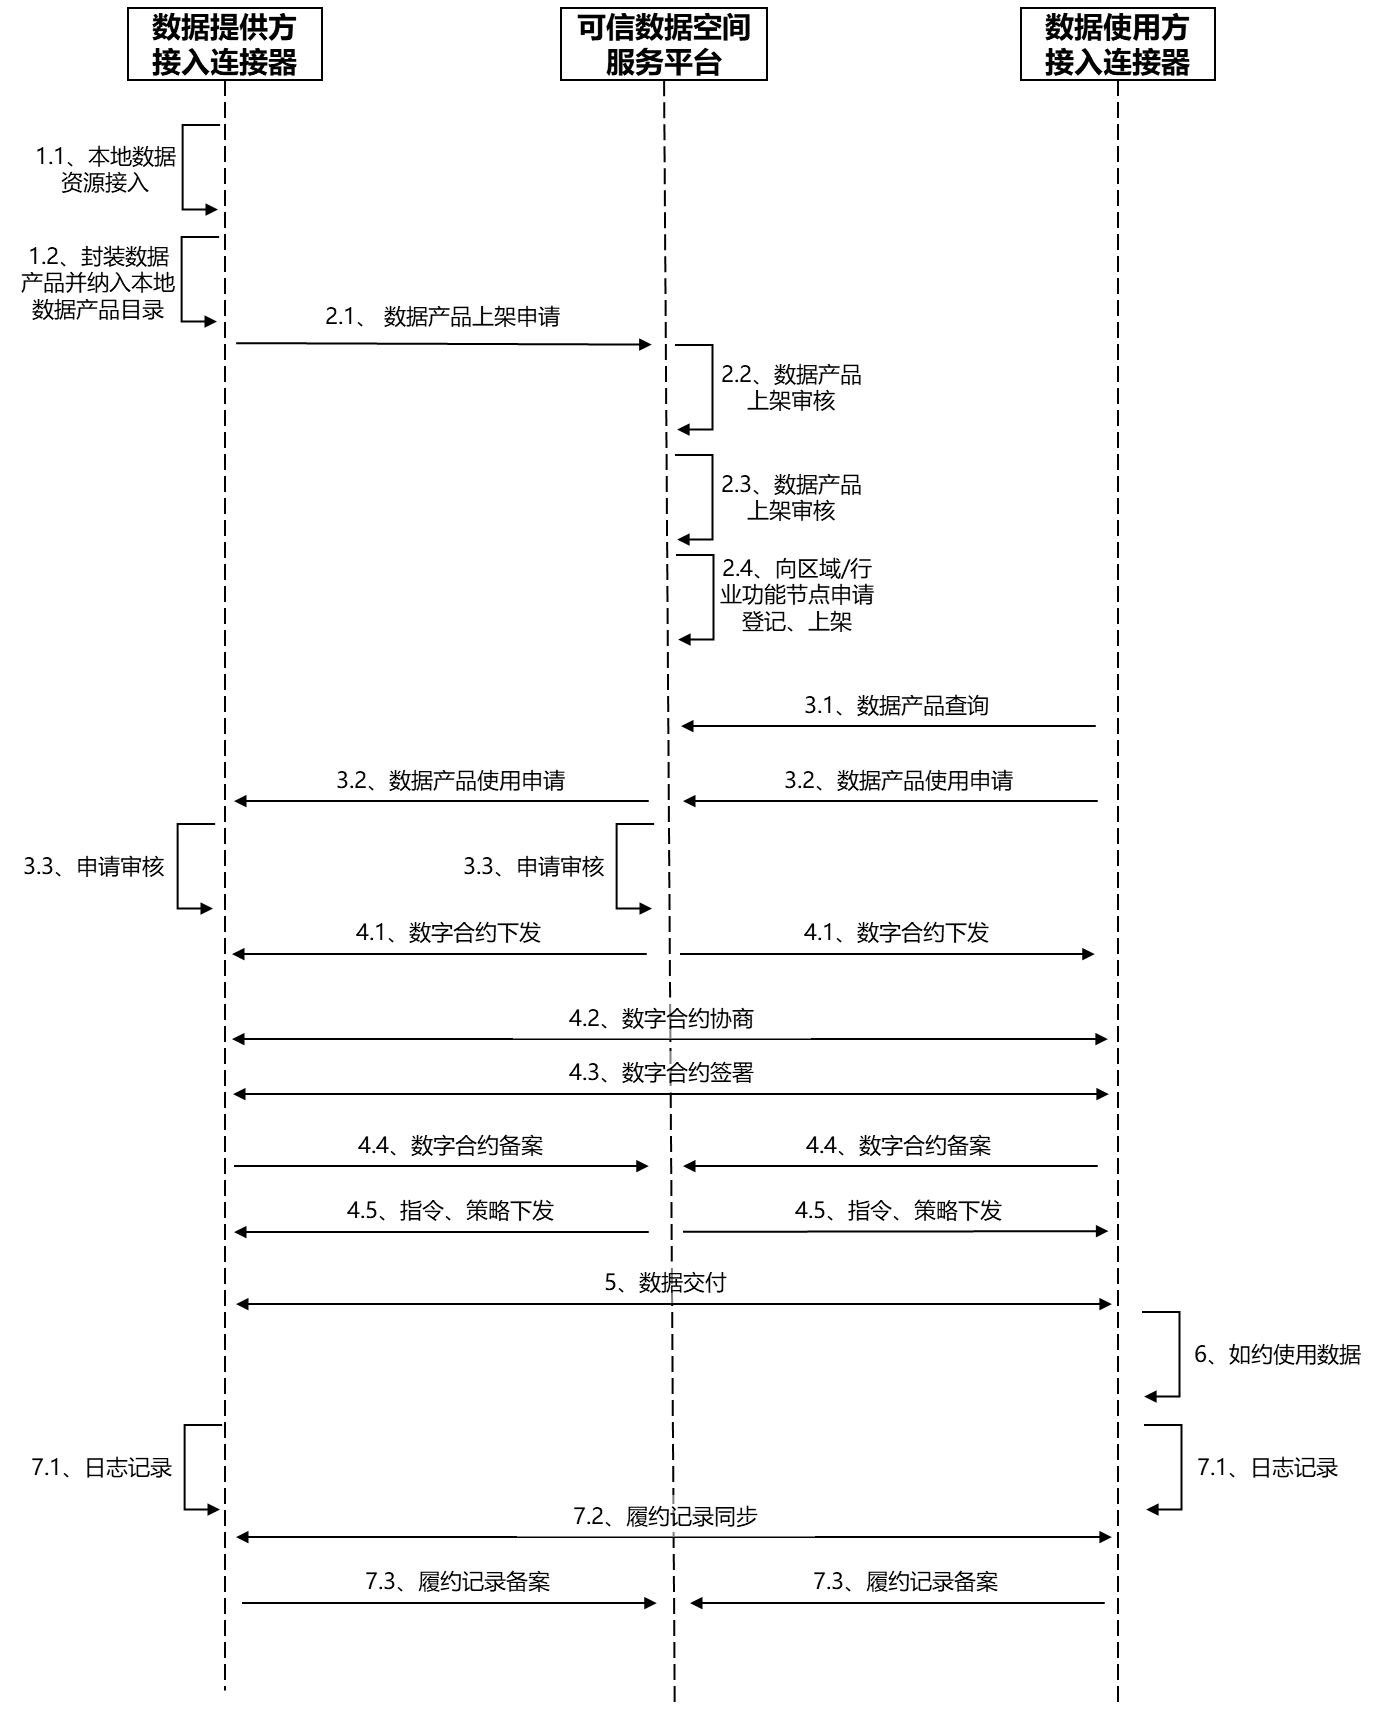 数据提供方
接入连接器
可信数据空间
服务平台
数据使用方
接入连接器
1.1、本地数据
资源接入
1.2、封装数据
产品并纳入本地
数据产品目录
2.1、 数据产品上架申请
2.2、数据产品
上架审核
2.3、数据产品
上架审核
2.4、向区域/行
业功能节点申请
登记、上架
3.1、数据产品查询
3.2、数据产品使用申请
3.2、数据产品使用申请
3.3、申请审核
3.3、申请审核
4.1、数字合约下发
4.1、数字合约下发
4.2、数字合约协商
4.3、数字合约签署
4.4、数字合约备案
4.4、数字合约备案
4.5、指令、策略下发
4.5、指令、策略下发
5、数据交付
6、如约使用数据
7.1、日志记录
7.1、日志记录
7.2、履约记录同步
7.3、履约记录备案
7.3、履约记录备案